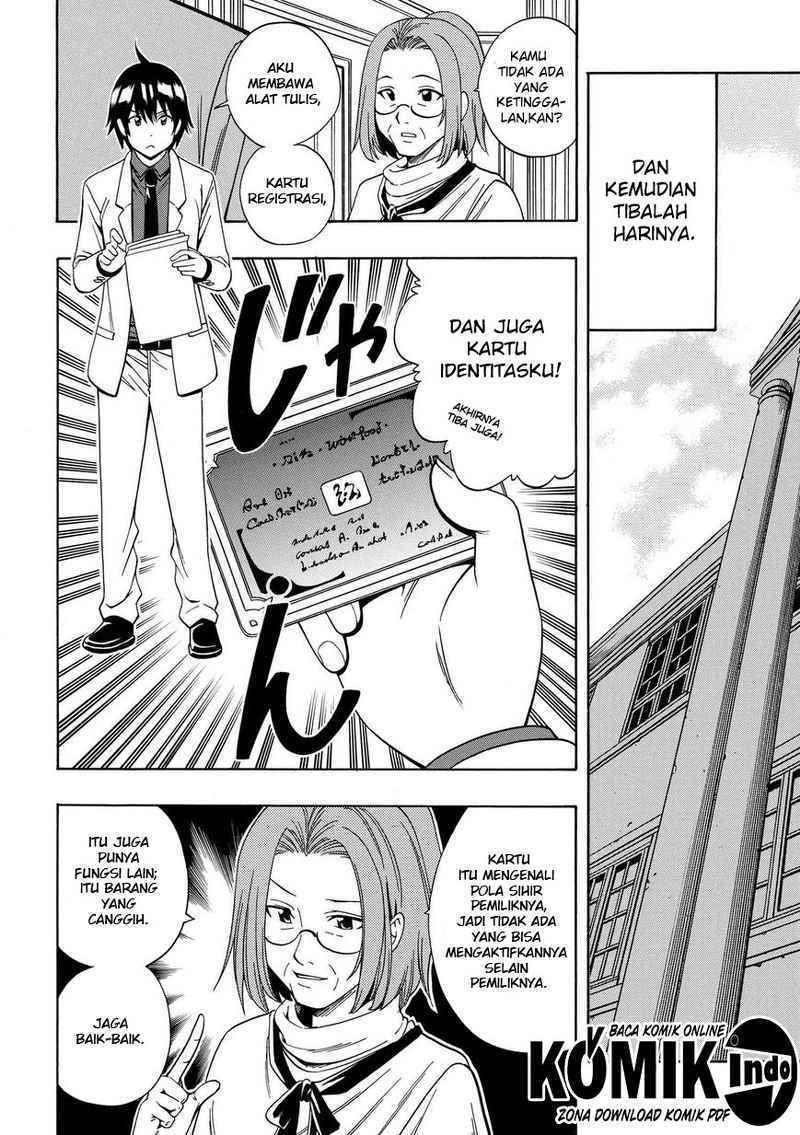 DAN
KEMUDIAN
TIBALAH
HARINYA.
KAMU
TIDAK ADA
YANG
KETINGGA-
LAN,KAN?
AKU
MEMBAWA
ALAT TULIS,
KARTU
REGISTRASI,
DAN JUGA
KARTU
IDENTITASKU!
AKHIRNYA
TIBA JUGA!
じゃ
ん
KARTU
ITU MENGENALI
POLA SIHIR
PEMILIKNYA,
JADI TIDAK ADA
YANG BISA
MENGAKTIFKANNYA
SELAIN
PEMILIKNYA.
ITU JUGA
PUNYA
FUNGSI LAIN;
ITU BARANG
YANG
CANGGIH.
JAGA
BAIK-BAIK.
BACA KOMIK ONLINE
KOMIK Indo
ZONA DOWNLOAD KOMIK PDF